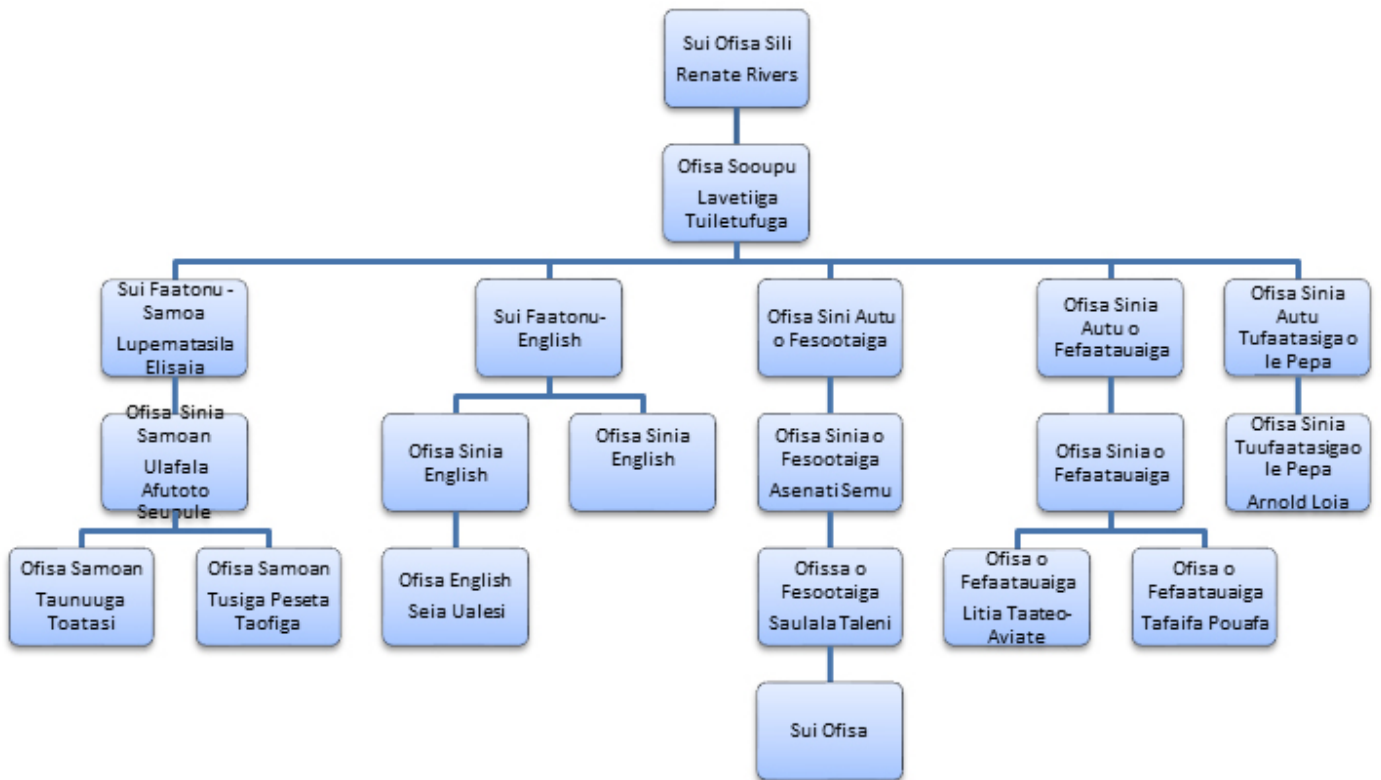 Sui Ofisa Sili
Renate Rivers
Ofisa Sooupu
Lavetiiga
Tuiletufuga
Sui Faatonu -
Samoa
Lupematasila
Elisaia
Sui Faatonu-
English
Ofisa Sini Autu
o Fesootaiga
Ofisa Sinia
Autu o
Fefaatauaiga
Ofisa Sinia
Autu
Tufaatasiga o
le Pepa
Ofisa Sinia
Samoan
Ulafala
Afutoto
Seupule
Ofisa Sinia
English
Ofisa Sinia
English
Ofisa Sinia o
Fesootaiga
Asenati Semu
Ofisa Sinia o
Fefaatauaiga
Ofisa Sinia
Tuufaatasigao
le Pepa
Arnold Loia
Ofisa Samoan
Taunuuga
Toatasi
Ofisa Samoan
Tusiga Peseta
Taofiga
Ofisa English
Seia Ualesi
Ofissa o
Fesootaiga
Saulala Taleni
Ofisa o
Fefaatauaiga
Litia Taateo-
Aviate
Ofisa o
Fefaatauaiga
Tafaifa Pouafa
Sui Ofisa